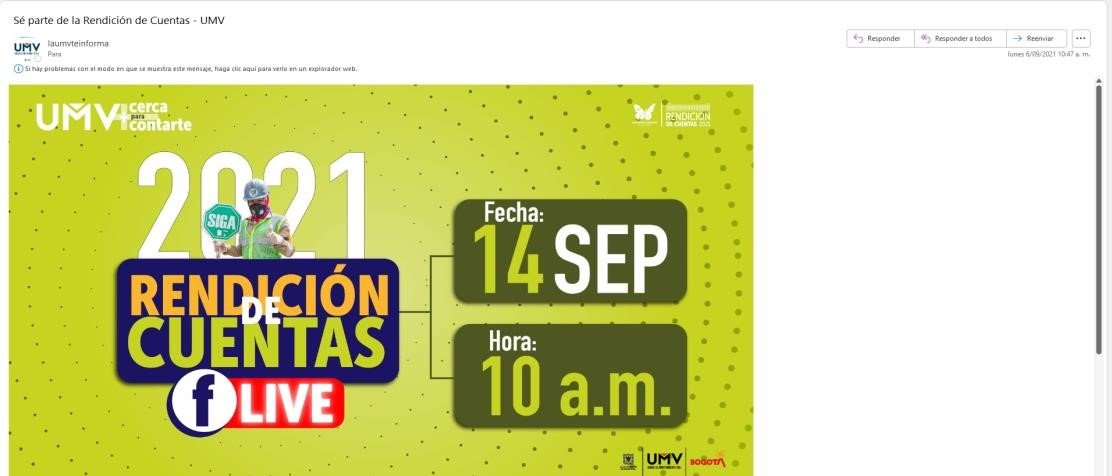 Sé parte de la Rendición de Cuentas - UMV
laumvteinforma
Para
Si hay problemas con el modo en que se muestra este mensaje, haga clic aquí para verlo en un explorador web.
Responder
Responder a todos
Reenviar
lunes 6/09/2021 10:47 a. m.
UMV
UMV+cerca
para
contarte
RENDICIÓN
DE CUENTAS 2021
2021
SIGA
RENDICIÓN
DE
CUENTAS
f LIVE
Fecha:
14 SEP
Hora:
10 a.m.
UMV
BOGOTÁ